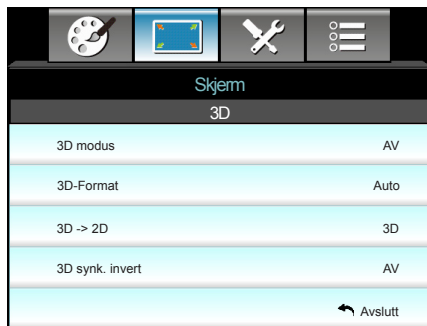 Skjerm
3D
3D modus AV
3D-Format Auto
3D -> 2D 3D
3D synk. invert AV
Avslutt